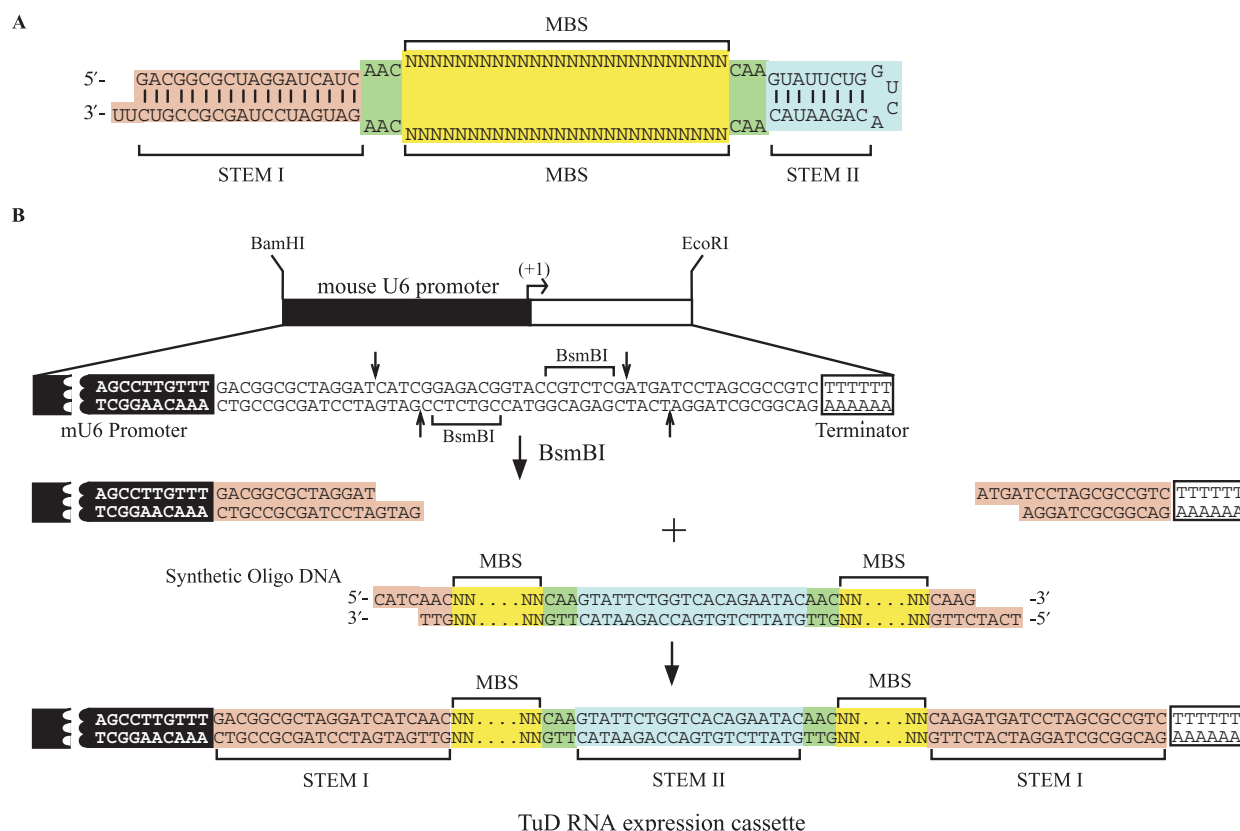 A
MBS
5′- GACGGCGCUAGGAUCAUC AAC NNNNNNNNNNNNNNNNNNNNNNNNNN CAA GUAUUCUG G U C A
3′- UUCUGCCGCGAUCCUAGUAG AAC NNNNNNNNNNNNNNNNNNNNNNNNNN CAA CAUAAGAC
STEM I MBS STEM II
B
BamHI EcoRI
mouse U6 promoter (+1)
BsmBI
AGCCTTGTTT GACGGCGCTAGGATCATCGGAGACGGTACCGTCTCGATGATCCTAGCGCCGTC TTTTTT
TCGGAACAAA CTGCCGCGATCCTAGTAGCCTCTGCCATGGCAGAGCTACTAGGATCGCGGCAG AAAAAA
mU6 Promoter BsmBI Terminator
BsmBI
AGCCTTGTTT GACGGCGCTAGGAT ATGATCCTAGCGCCGTC TTTTTT
TCGGAACAAA CTGCCGCGATCCTAGTAG AGGATCGCGGCAG AAAAAA
+
MBS MBS
Synthetic Oligo DNA
5′- CATCAACNN....NNCAAGTATTCTGGTCACAGAATACAACNN....NNCAAG -3′
3′- TTGNN....NNGTTCATAAGACCAGTGTCTTATGTTGNN....NNGTTCTACT -5′
MBS MBS
AGCCTTGTTT GACGGCGCTAGGATCATCAACNN....NNCAAGTATTCTGGTCACAGAATACAACNN....NNCAAGATGATCCTAGCGCCGTC TTTTTT
TCGGAACAAA CTGCCGCGATCCTAGTAGTTGNN....NNGTTCATAAGACCAGTGTCTTATGTTGNN....NNGTTCTACTAGGATCGCGGCAG AAAAAA
STEM I STEM II STEM I
TuD RNA expression cassette